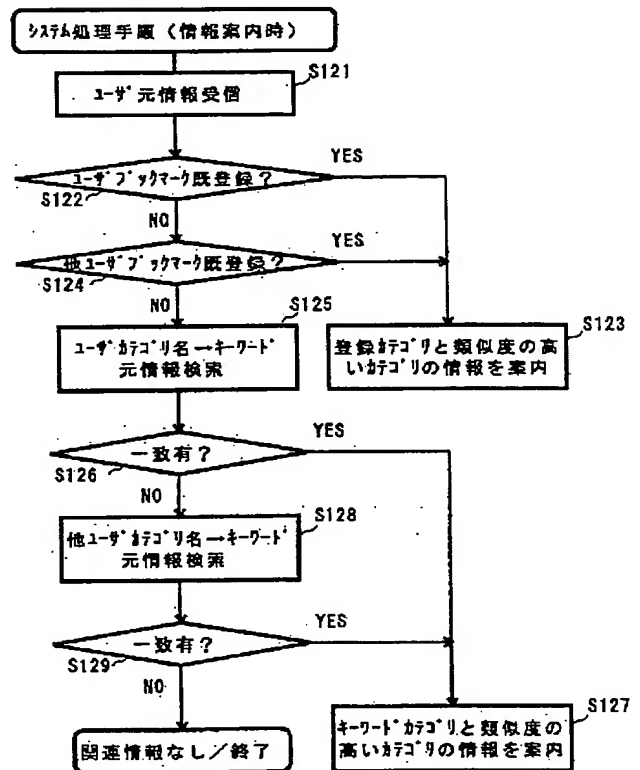 システム処理手順（情報案内時）
S121
ユーザ元情報受信
YES
ユーザブックマーク既登録？
S122
NO
YES
他ユーザブックマーク既登録？
S124
NO
S125
S123
ユーザカテゴリ名→キーワード
元情報検索
登録カテゴリと類似度の高
いカテゴリの情報を案内
YES
一致有？
S126
NO
S128
他ユーザカテゴリ名→キーワード
元情報検索
YES
一致有？
S129
NO
S127
関連情報なし／終了
キーワードカテゴリと類似度の
高いカテゴリの情報を案内